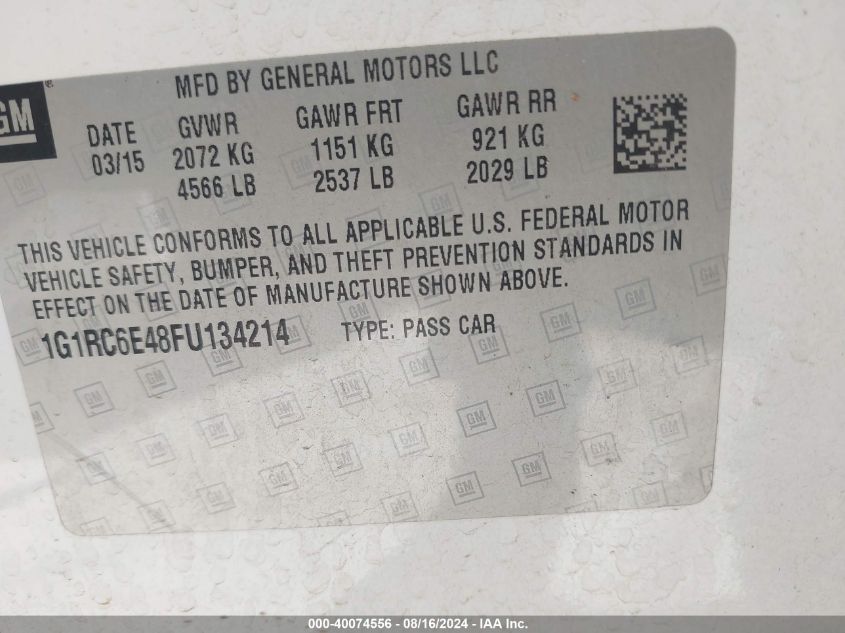 GM
®
MFD BY GENERAL MOTORS LLC
DATE GVWR GAWR FRT GAWR RR
03/15 2072 KG 1151 KG 921 KG
4566 LB 2537 LB 2029 LB
THIS VEHICLE CONFORMS TO ALL APPLICABLE U.S. FEDERAL MOTOR
VEHICLE SAFETY, BUMPER, AND THEFT PREVENTION STANDARDS IN
EFFECT ON THE DATE OF MANUFACTURE SHOWN ABOVE.
1G1RC6E48FU134214 TYPE: PASS CAR
000-40074556 - 08/16/2024 - IAA Inc.